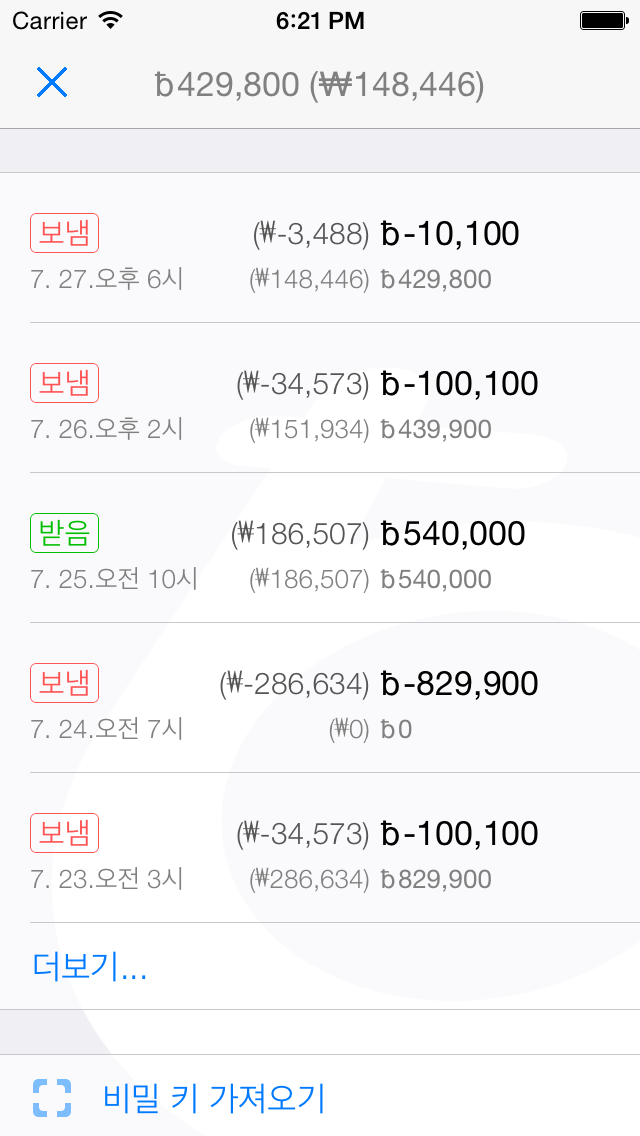 Carrier 6:21 PM
ƀ429,800 (₩148,446)
보냄 (₩-3,488) ƀ-10,100
7. 27.오후 6시 (₩148,446) ƀ429,800
보냄 (₩-34,573) ƀ-100,100
7. 26.오후 2시 (₩151,934) ƀ439,900
받음 (₩186,507) ƀ540,000
7. 25.오전 10시 (₩186,507) ƀ540,000
보냄 (₩-286,634) ƀ-829,900
7. 24.오전 7시 (₩0) ƀ0
보냄 (₩-34,573) ƀ-100,100
7. 23.오전 3시 (₩286,634) ƀ829,900
더보기...
비밀 키 가져오기